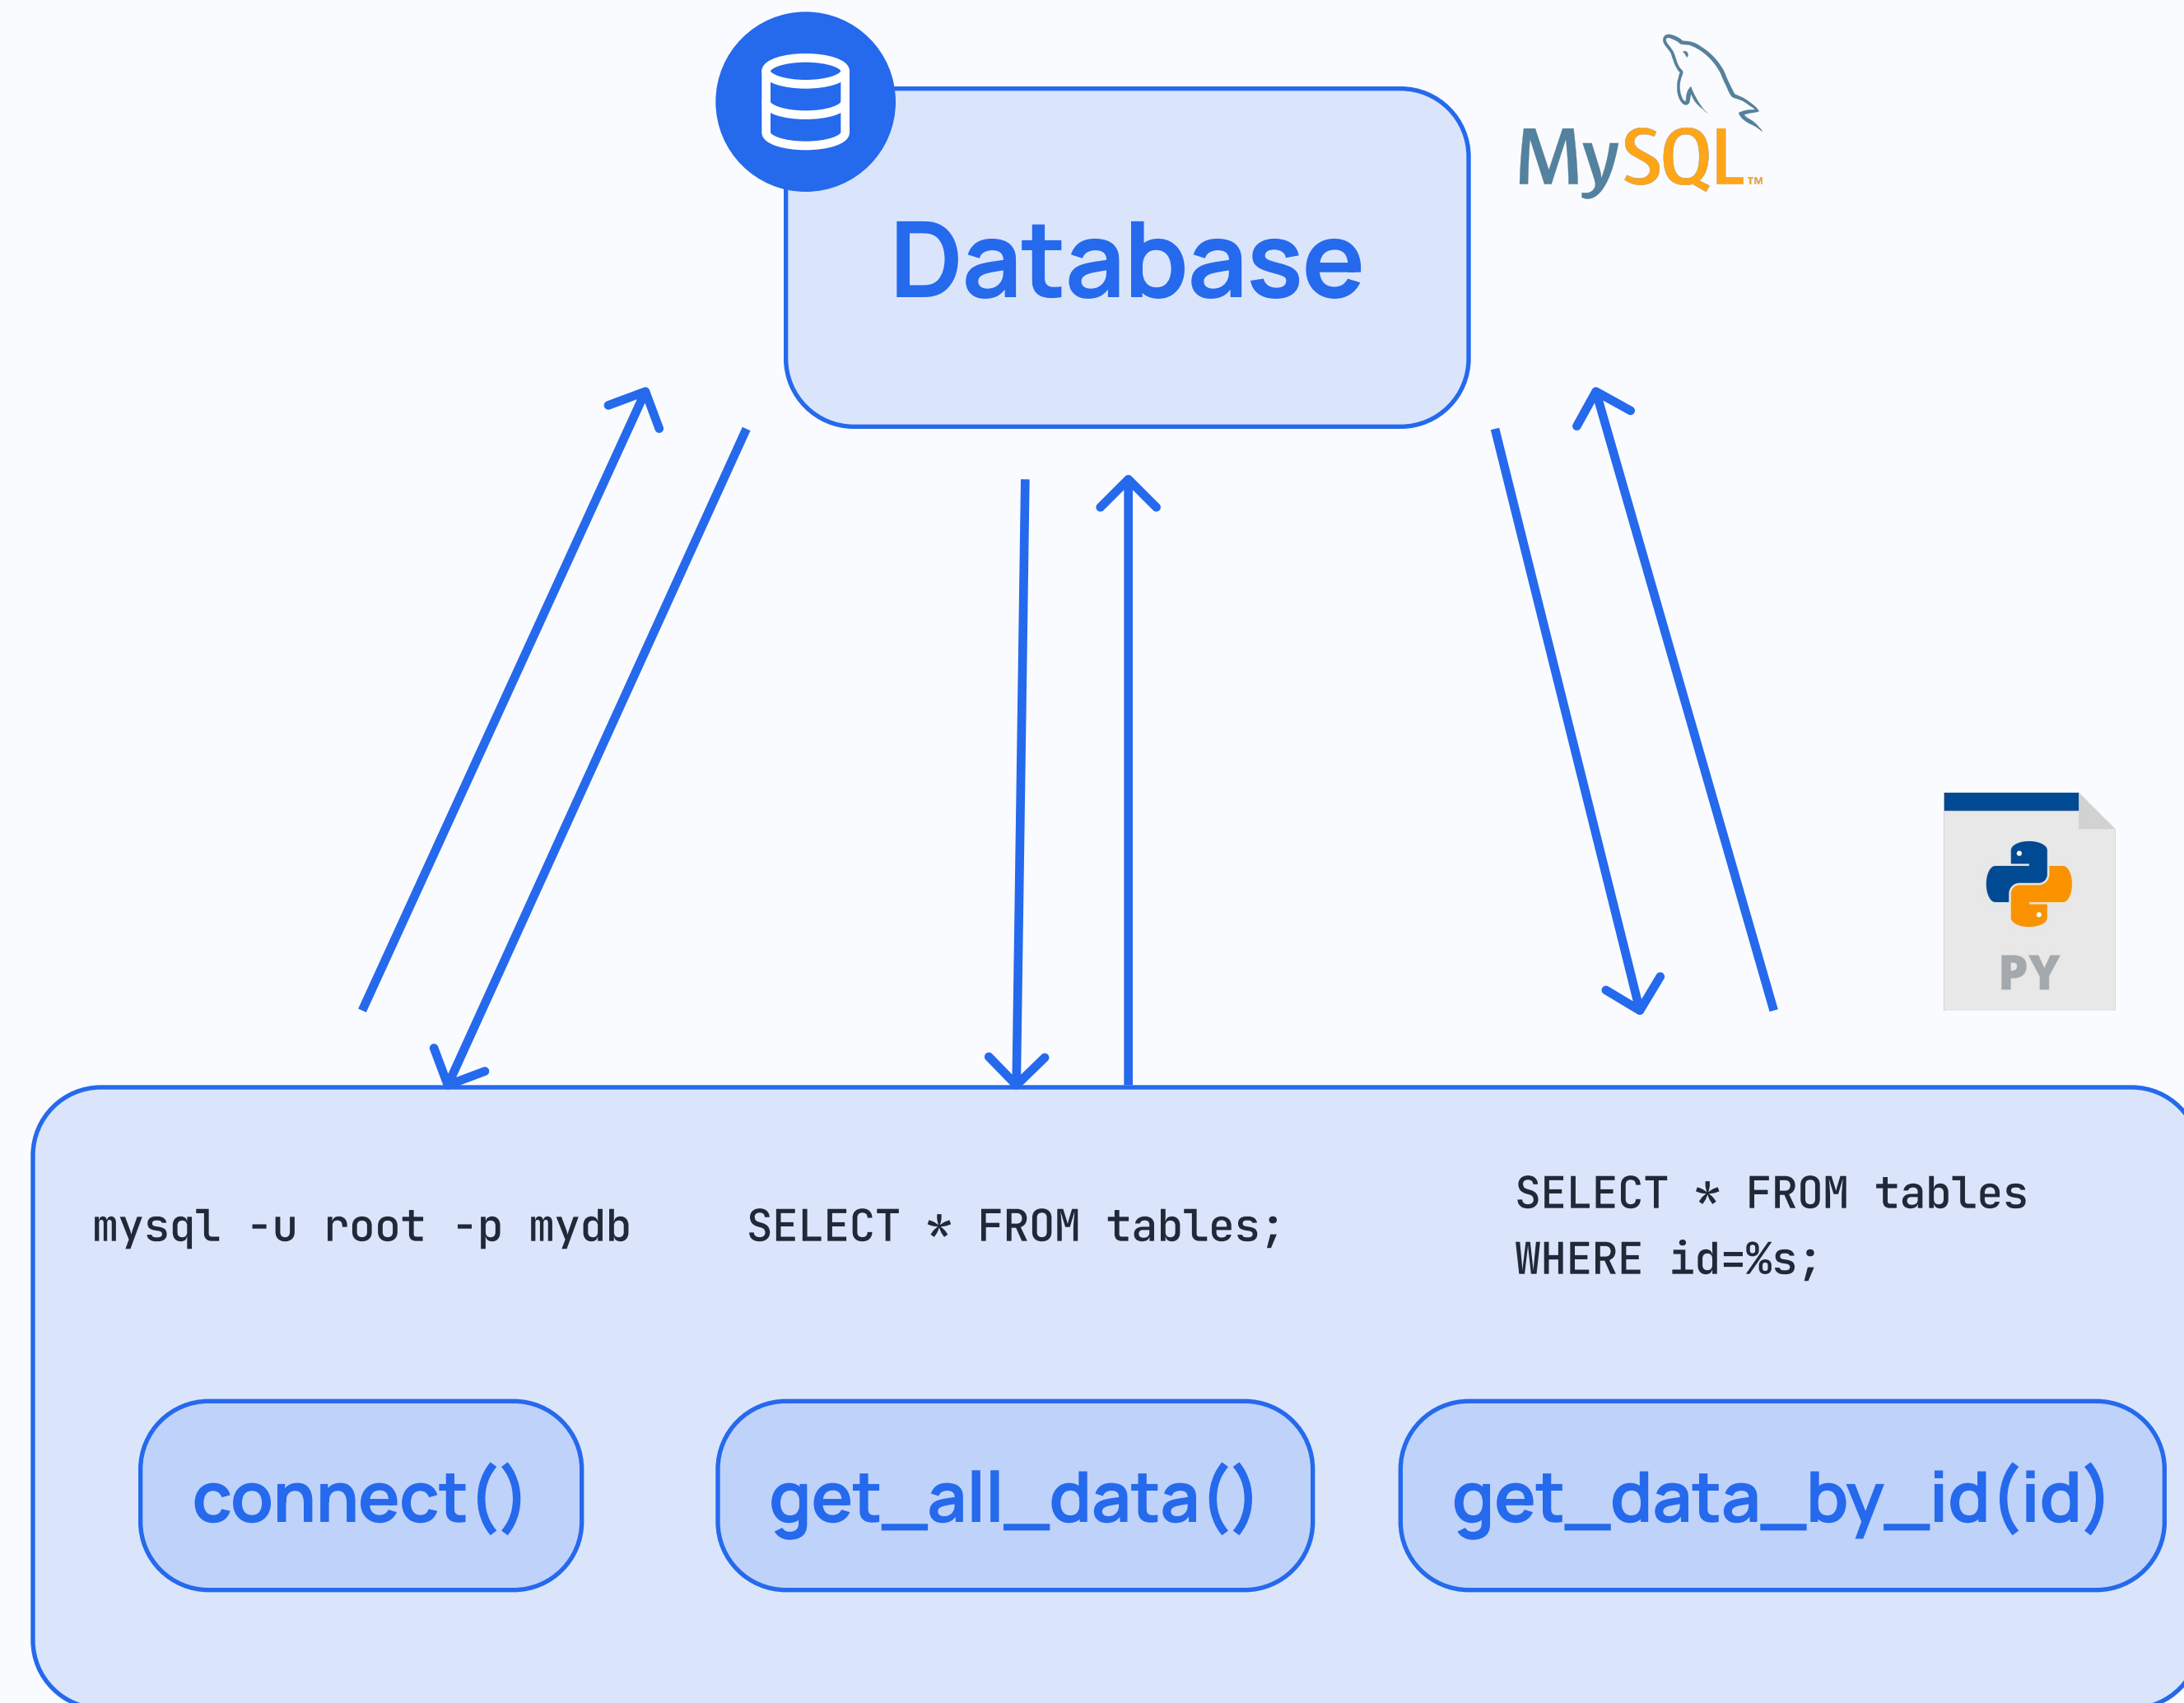 MySQL™
Database
PY
mysql -u root -p mydb
SELECT * FROM tables;
SELECT * FROM tables
WHERE id=%s;
connect()
get_all_data()
get_data_by_id(id)